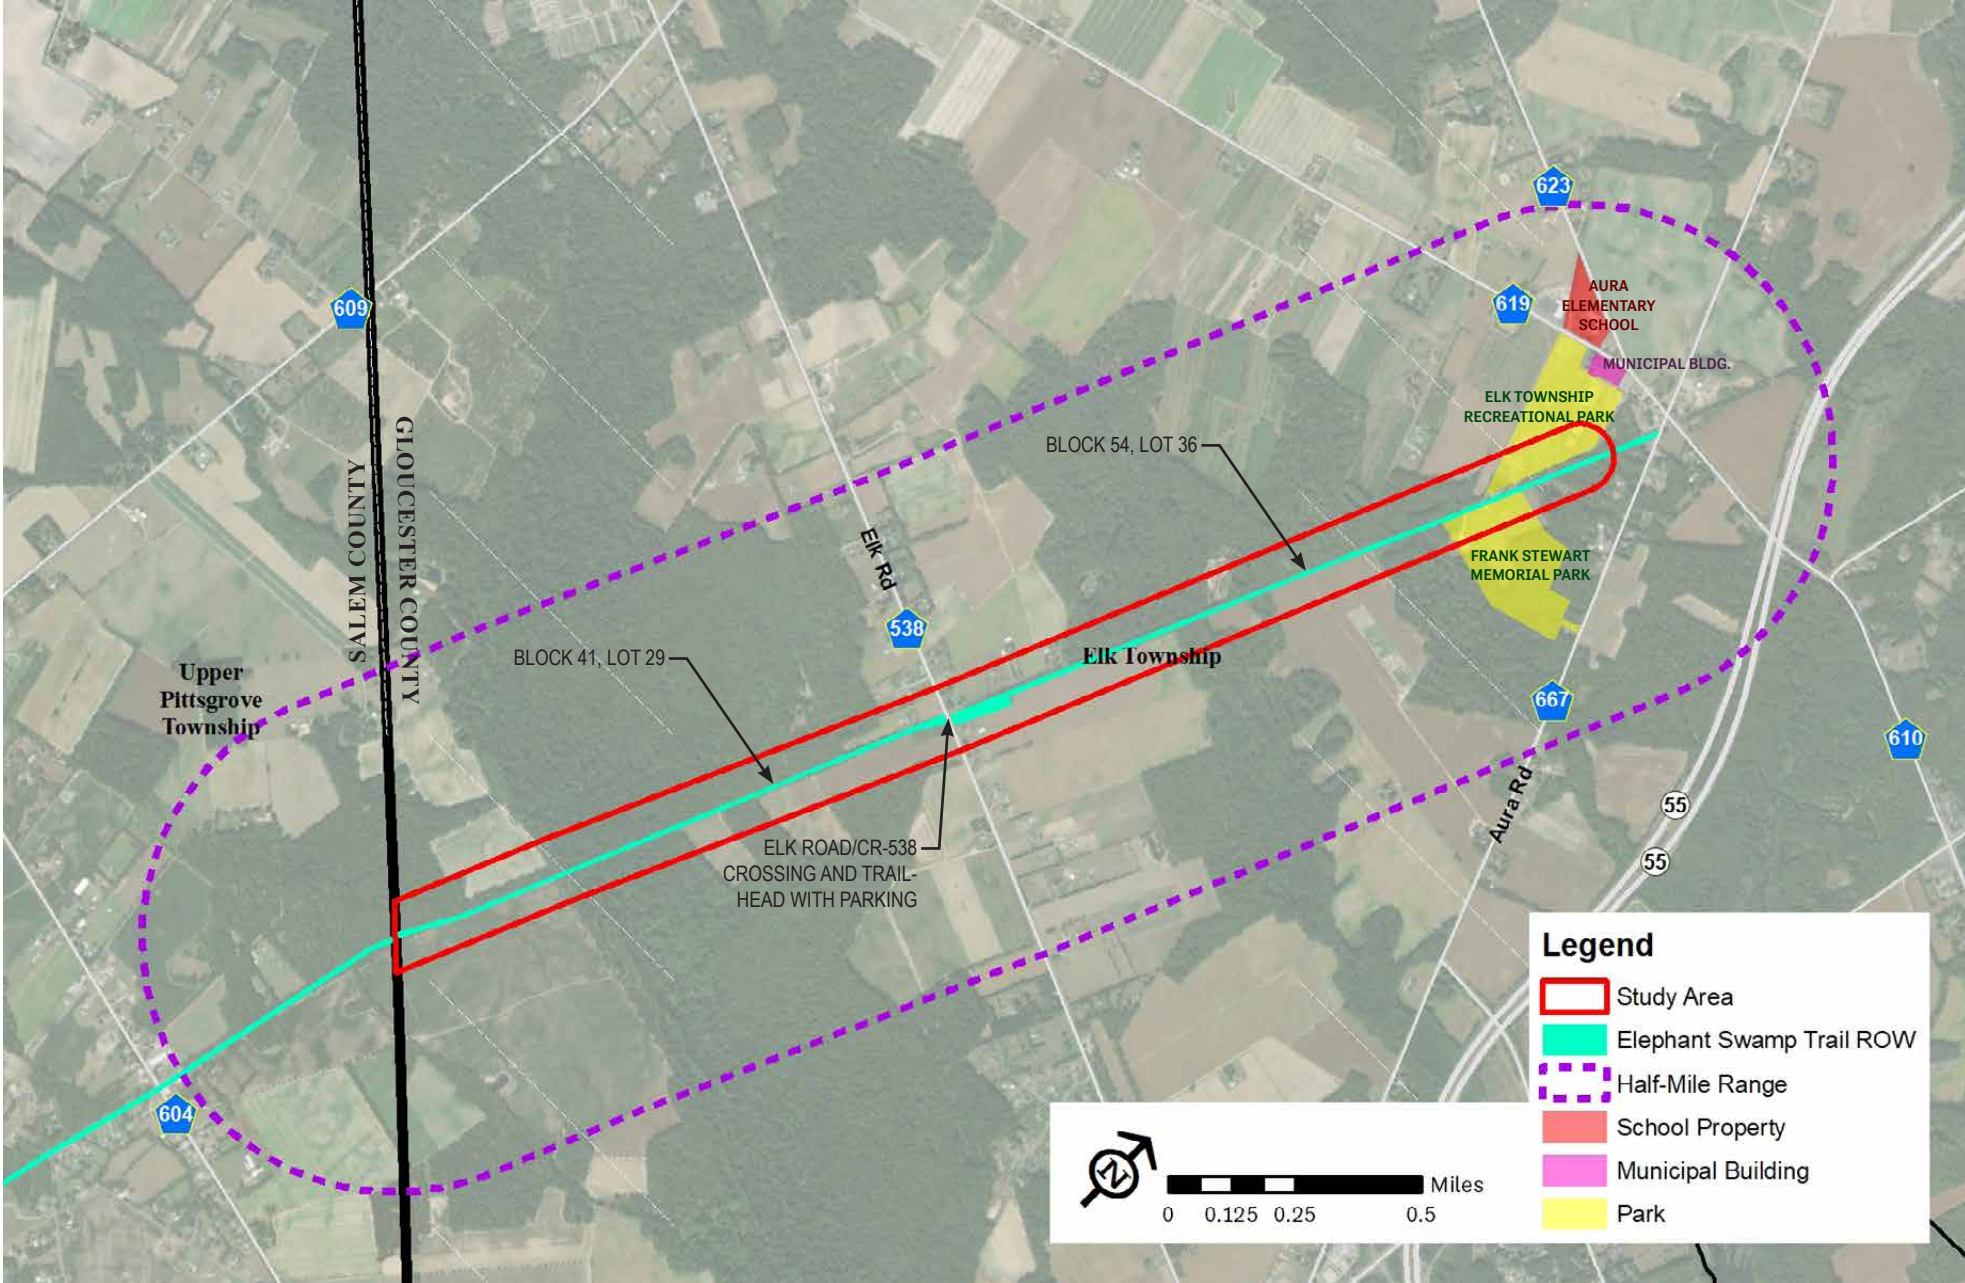 623
AURA
ELEMENTARY
SCHOOL
609
619
MUNICIPAL BLDG.
ELK TOWNSHIP
RECREATIONAL PARK
BLOCK 54, LOT 36
SALEM COUNTY
GLOUCESTER COUNTY
Elk Rd
FRANK STEWART
MEMORIAL PARK
538
BLOCK 41, LOT 29
Elk Township
Upper
Pittsgrove
Township
667
610
Aura Rd
55
55
ELK ROAD/CR-538
CROSSING AND TRAIL-
HEAD WITH PARKING
604
Legend
Study Area
Elephant Swamp Trail ROW
Half-Mile Range
School Property
Municipal Building
Park
N
Miles
0 0.125 0.25 0.5